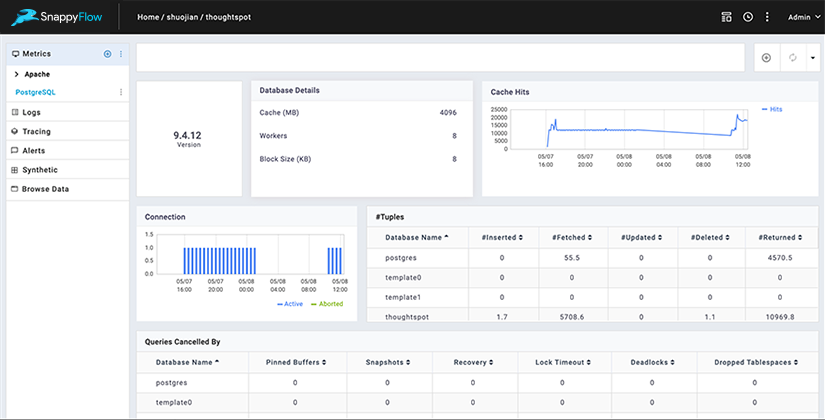 SnappyFlow Home / shuojian / thoughtspot Admin
Metrics
Apache
PostgreSQL
Logs
Tracing
Alerts
Synthetic
Browse Data
9.4.12
Version
Database Details
Cache (MB) 4096
Workers 8
Block Size (KB) 8
Cache Hits
25000
20000
15000
10000
5000
0
05/07 05/07 05/08 05/08 05/08 05/08
16:00 20:00 00:00 04:00 08:00 12:00
Hits
Connection
1.5
1.0
0.5
0.0
05/07 05/07 05/08 05/08 05/08 05/08
16:00 20:00 00:00 04:00 08:00 12:00
Active Aborted
#Tuples
Database Name #Inserted #Fetched #Updated #Deleted #Returned
postgres 0 55.5 0 0 4570.5
template0 0 0 0 0 0
template1 0 0 0 0 0
thoughtspot 1.7 5708.6 0 1.1 10969.8
Queries Cancelled By
Database Name Pinned Buffers Snapshots Recovery Lock Timeout Deadlocks Dropped Tablespaces
postgres 0 0 0 0 0 0
template0 0 0 0 0 0 0